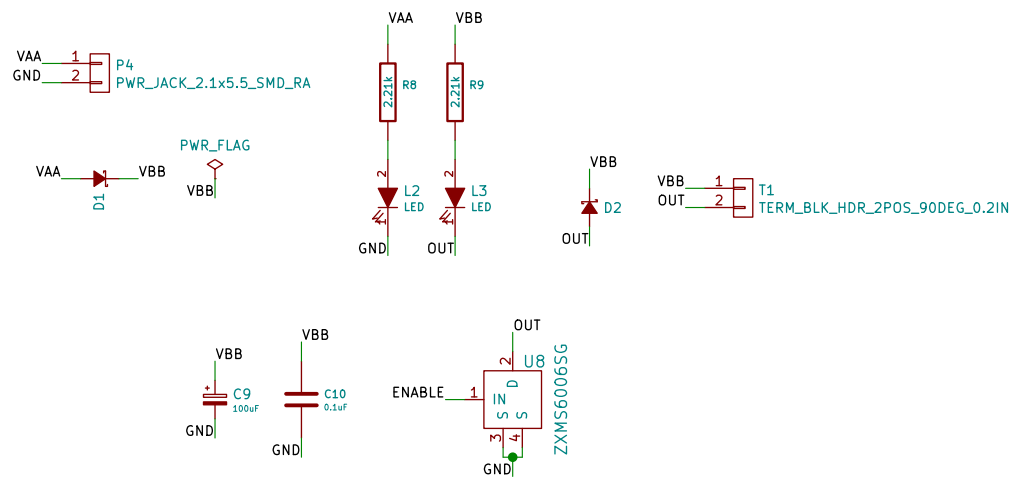 VAA
1
P4
GND
2
PWR_JACK_2.1x5.5_SMD_RA
VAA
VBB
2.21k
R8
2.21k
R9
PWR_FLAG
VBB
VAA
VBB
D1
2
L2
LED
1
GND
2
L3
LED
1
OUT
VBB
D2
OUT
VBB
1
T1
OUT
2
TERM_BLK_HDR_2POS_90DEG_0.2IN
VBB
+
C9
100uF
GND
VBB
C10
0.1uF
GND
OUT
2
U8
D
ENABLE
1
IN
S
S
3
4
GND
ZXMS6006SG